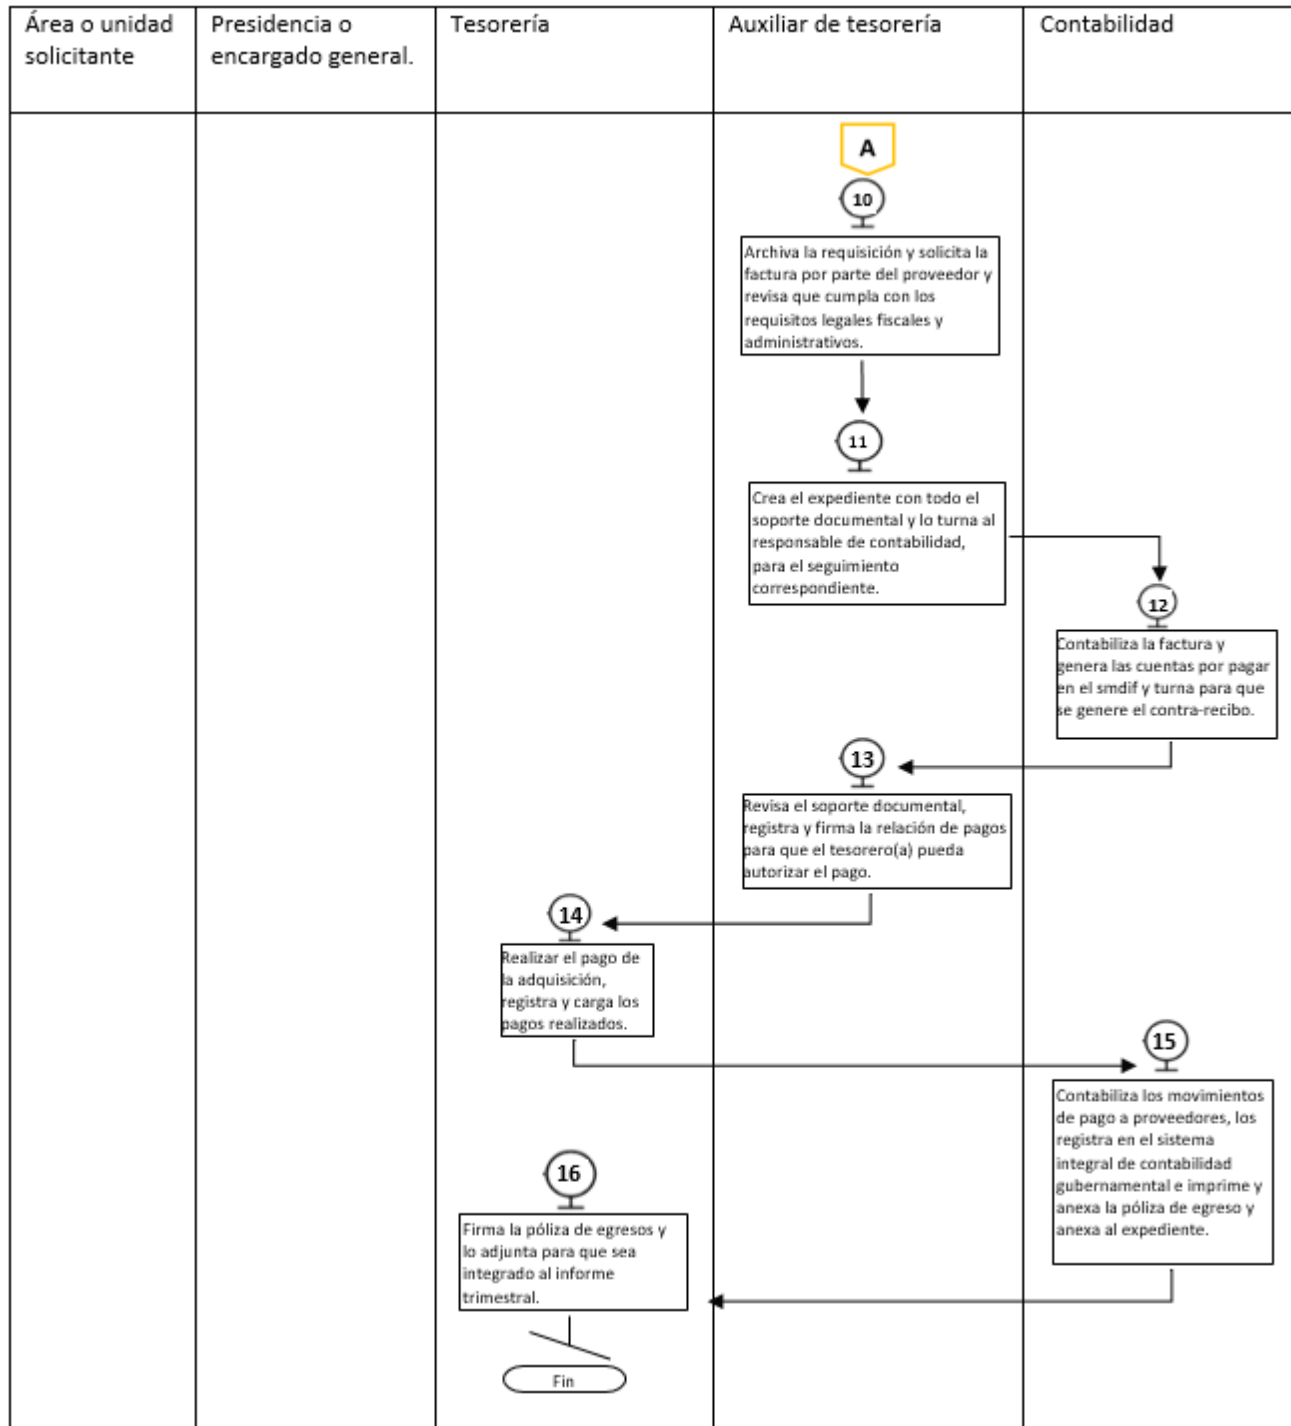 Área o unidad
solicitante
Presidencia o
encargado general.
Tesorería
Auxiliar de tesorería
Contabilidad
A
10
Archiva la requisición y solicita la
factura por parte del proveedor y
revisa que cumpla con los
requisitos legales fiscales y
administrativos.
11
Crea el expediente con todo el
soporte documental y lo turna al
responsable de contabilidad,
para el seguimiento
correspondiente.
12
Contabiliza la factura y
genera las cuentas por pagar
en el smdif y turna para que
se genere el contra-recibo.
13
Revisa el soporte documental,
registra y firma la relación de pagos
para que el tesorero(a) pueda
autorizar el pago.
14
Realizar el pago de
la adquisición,
registra y carga los
pagos realizados.
15
Contabiliza los movimientos
de pago a proveedores, los
registra en el sistema
integral de contabilidad
gubernamental e imprime y
anexa la póliza de egreso y
anexa al expediente.
16
Firma la póliza de egresos y
lo adjunta para que sea
integrado al informe
trimestral.
Fin